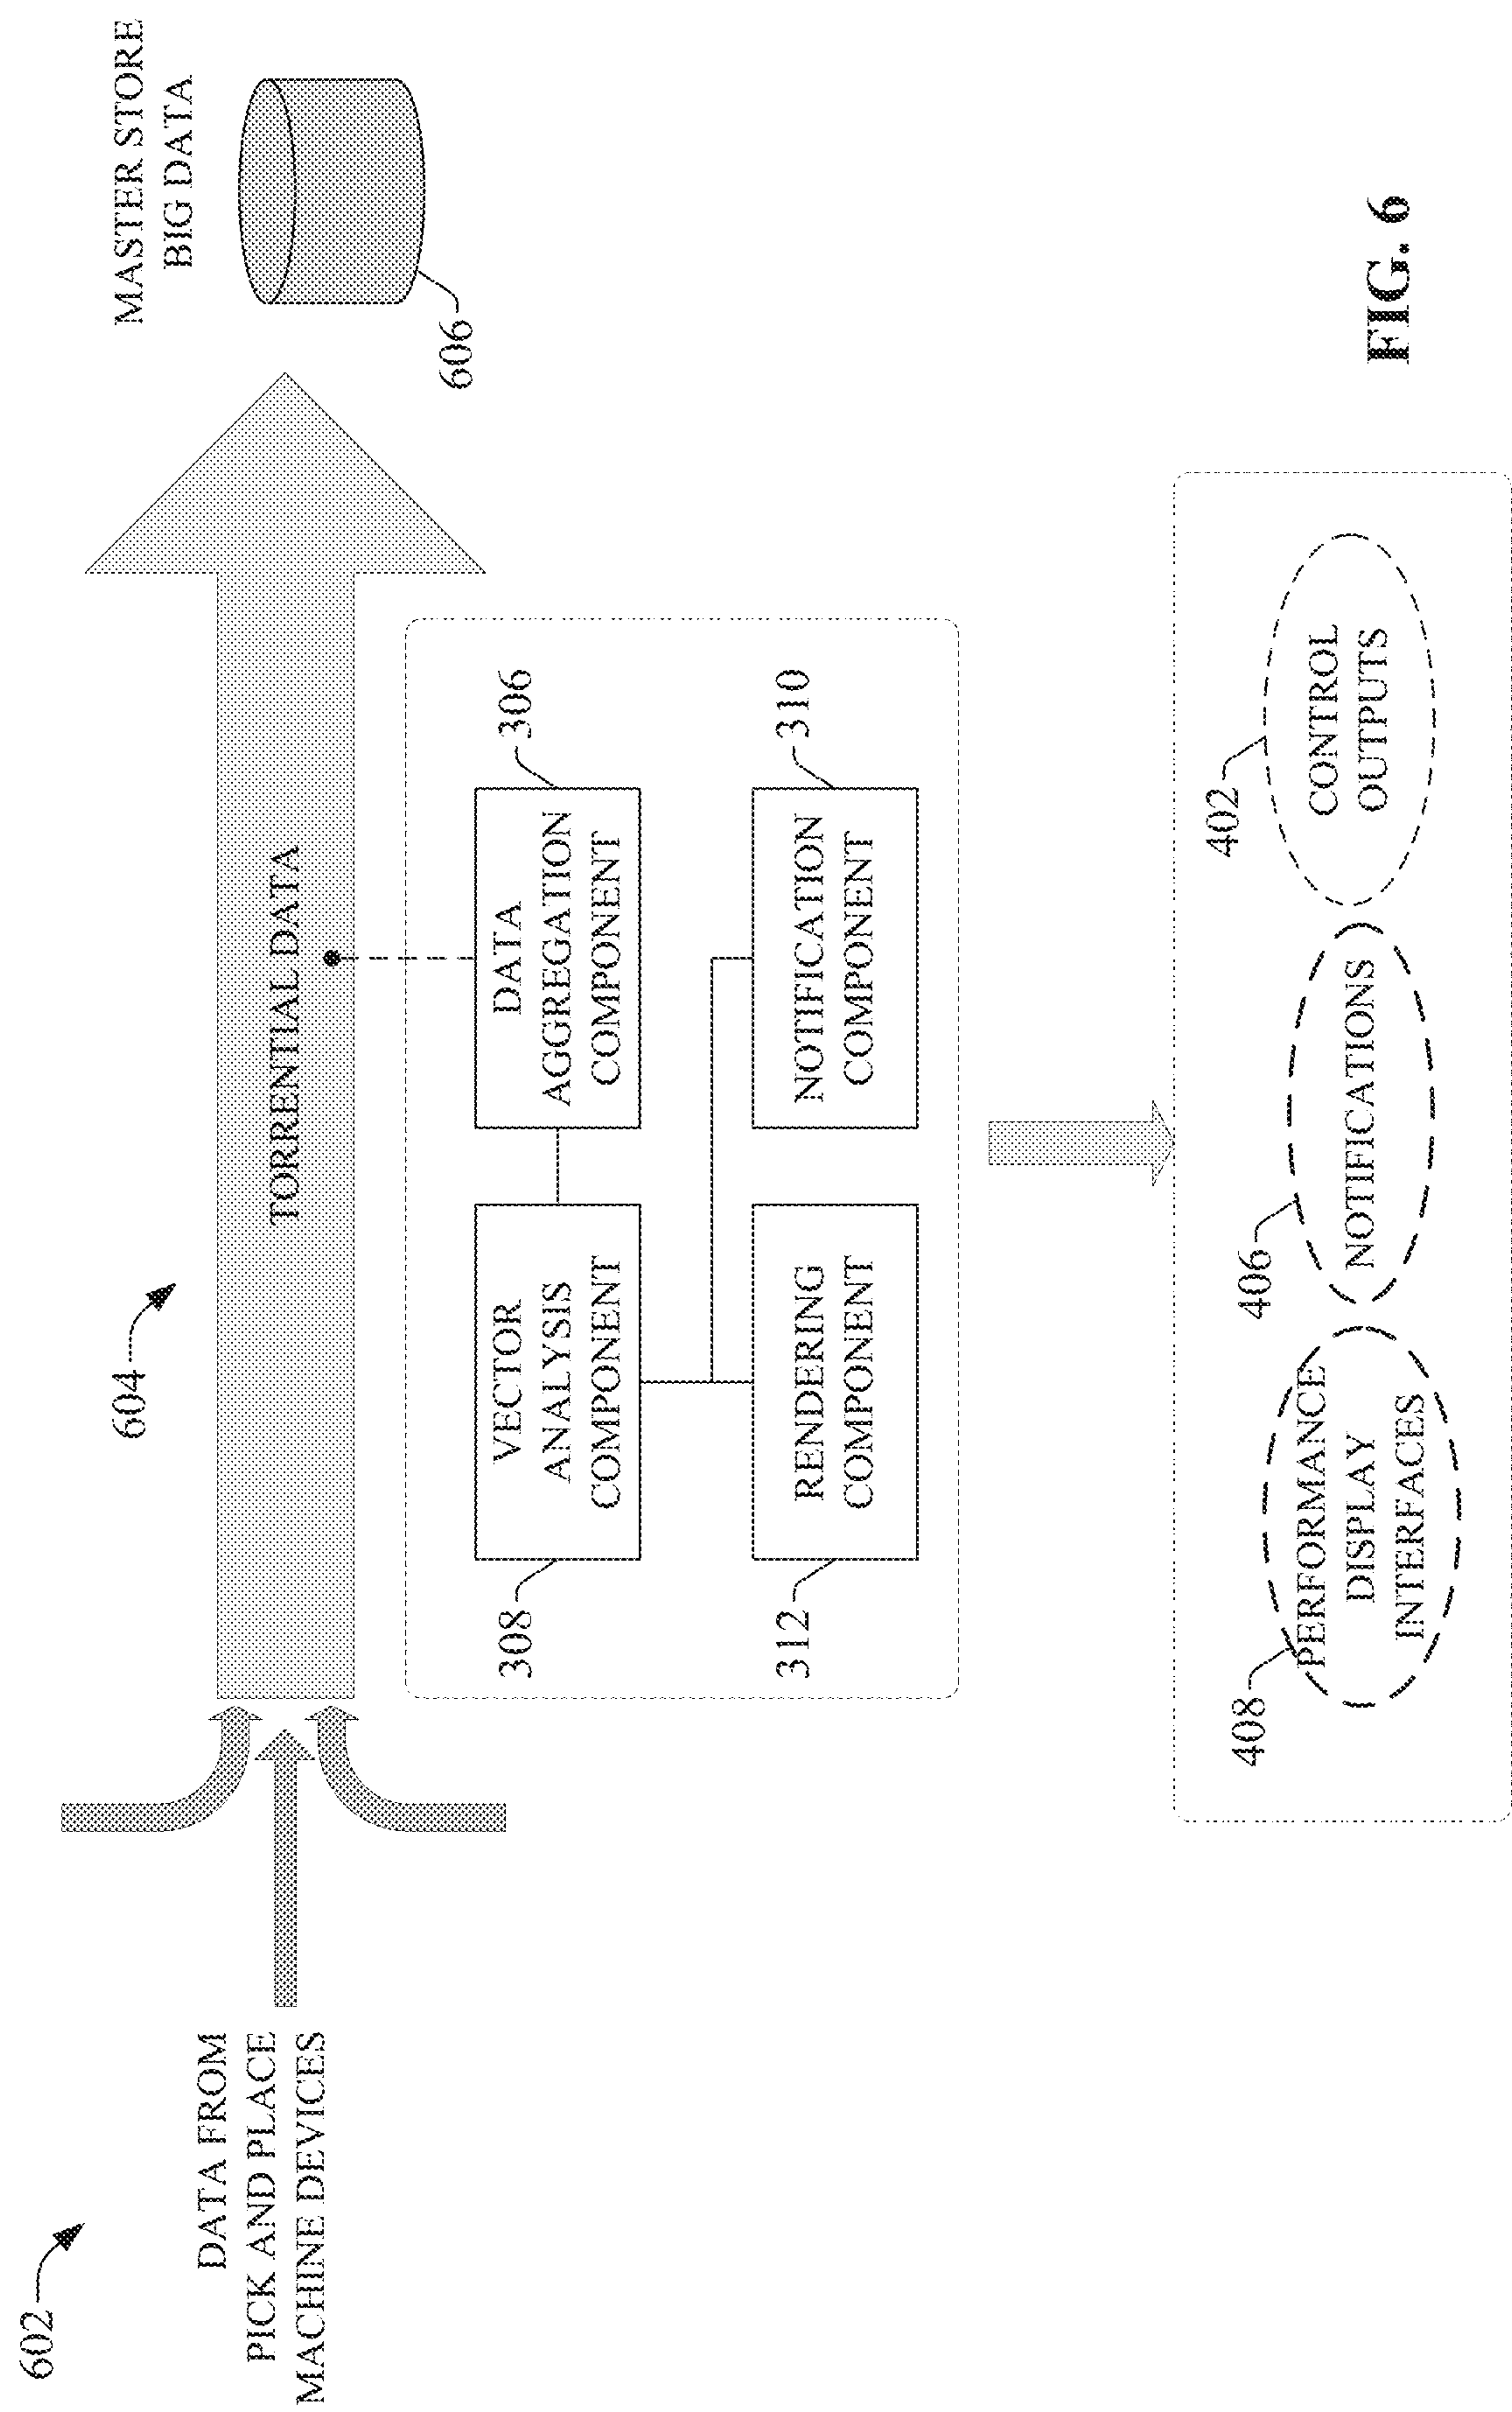 602
DATA FROM
PICK AND PLACE
MACHINE DEVICES
604
TORRENTIAL DATA
MASTER STORE
BIG DATA
606
308
VECTOR
ANALYSIS
COMPONENT
DATA
AGGREGATION
COMPONENT
306
312
RENDERING
COMPONENT
NOTIFICATION
COMPONENT
310
408
PERFORMANCE
DISPLAY
INTERFACES
406
NOTIFICATIONS
402
CONTROL
OUTPUTS
FIG. 6